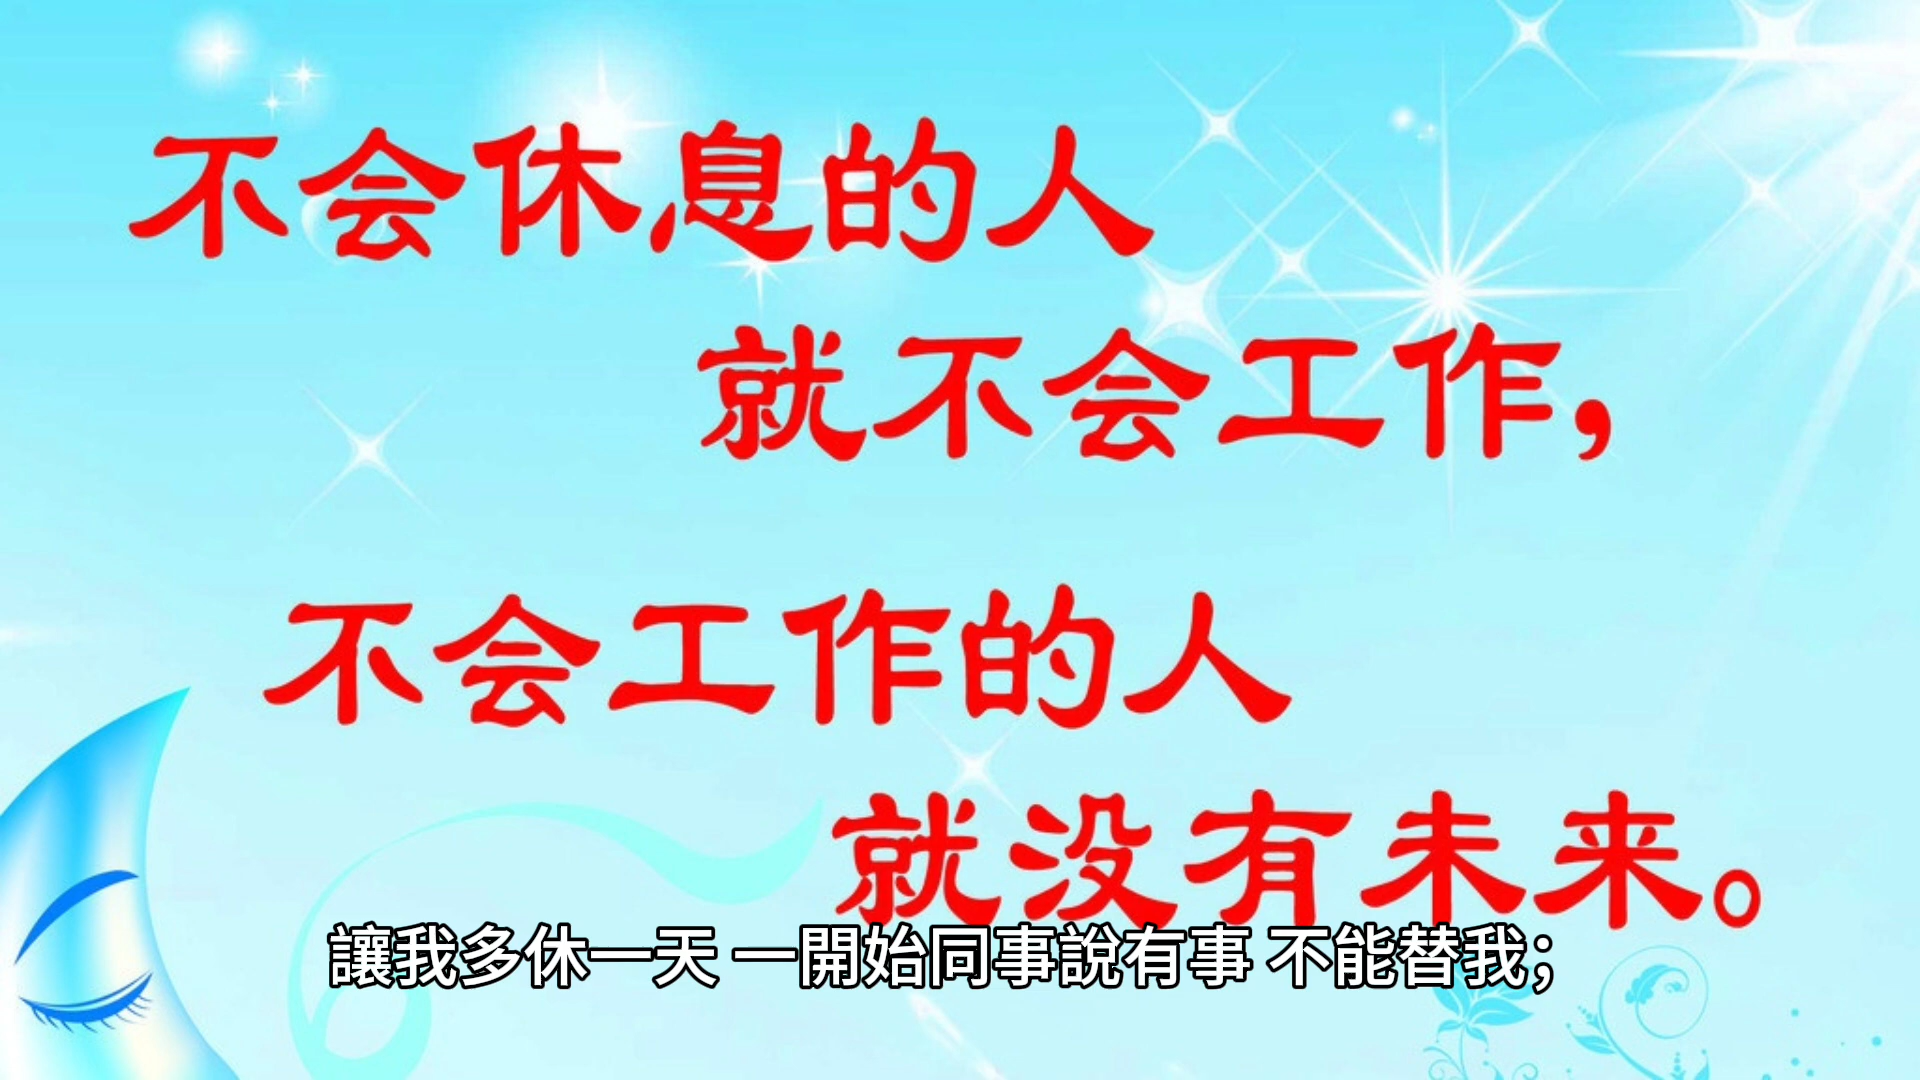 不会休息的人
就不会工作,
不会工作的人
就没有未来。
讓我多休一天 一開始同事說有事 不能替我;